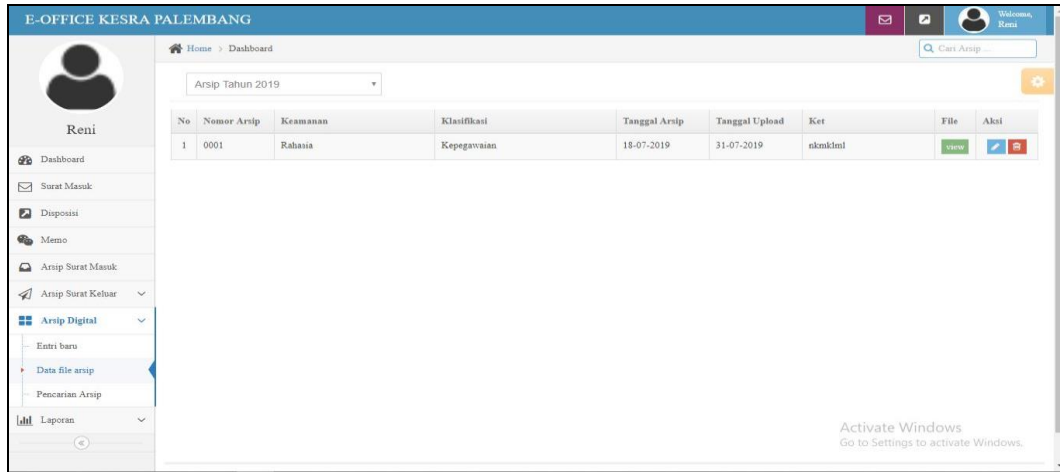 E-OFFICE KESRA PALEMBANG
Welcome,
Reni
Home > Dashboard
Cari Arsip ...
Reni
Arsip Tahun 2019
No Nomor Arsip Keamanan Klasifikasi Tanggal Arsip Tanggal Upload Ket File Aksi
1 0001 Rahasia Kepegawaian 18-07-2019 31-07-2019 nkmklml view
Dashboard
Surat Masuk
Disposisi
Memo
Arsip Surat Masuk
Arsip Surat Keluar
Arsip Digital
Entri baru
Data file arsip
Pencarian Arsip
Laporan
Activate Windows
Go to Settings to activate Windows.